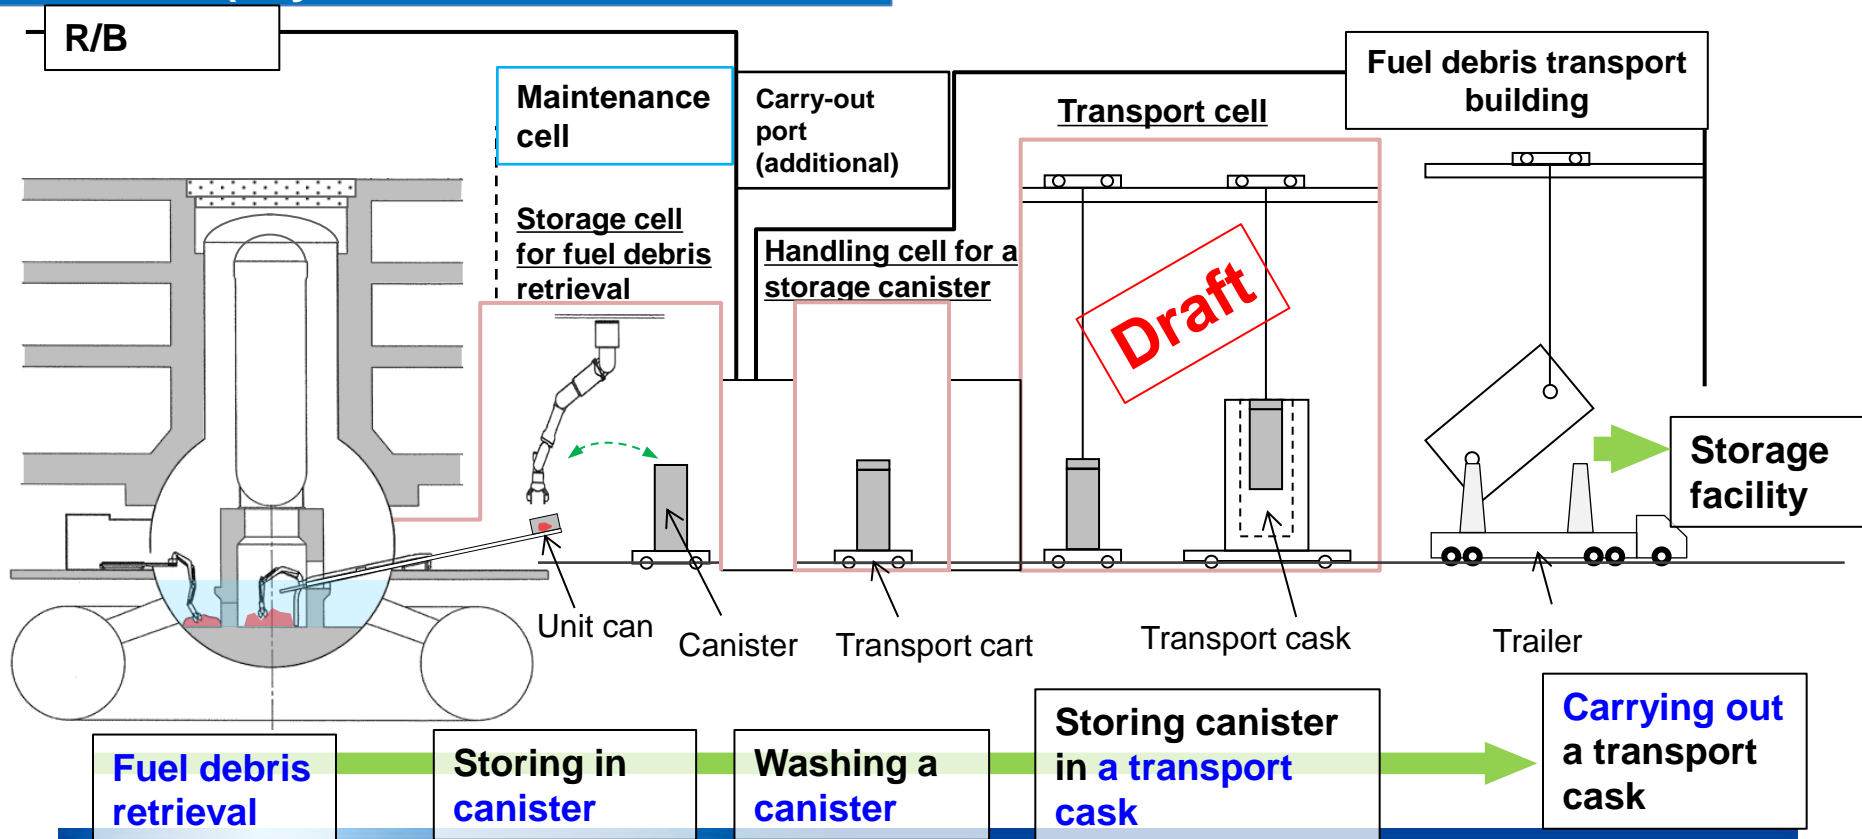 R/B
Maintenance
cell
Carry-out
port
(additional)
Transport cell
Fuel debris transport
building
Storage cell
for fuel debris
retrieval
Handling cell for a
storage canister
Draft
Storage
facility
Unit can
Canister
Transport cart
Transport cask
Trailer
Fuel debris
retrieval
Storing in
canister
Washing a
canister
Storing canister
in a transport
cask
Carrying out
a transport
cask